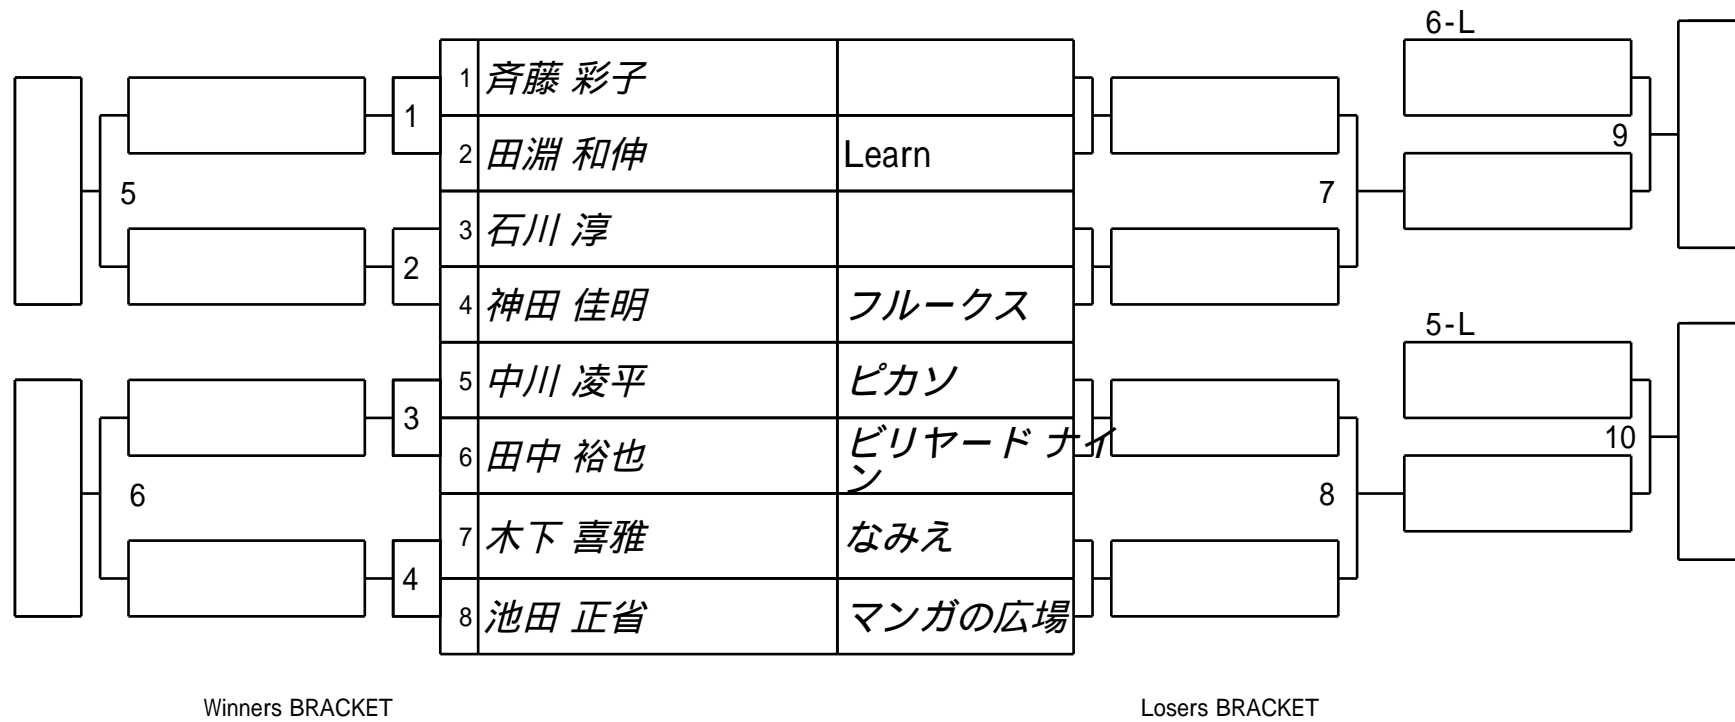 6-L
1 斉藤 彩子
1
2 田淵 和伸 Learn
9
5
7
3 石川 淳
2
4 神田 佳明 フルークス
5-L
5 中川 凌平 ピカソ
3
10
6 田中 裕也 ビリヤード ナイ
ン
6
8
7 木下 喜雅 なみえ
4
8 池田 正省 マンガの広場
Winners BRACKET
Losers BRACKET